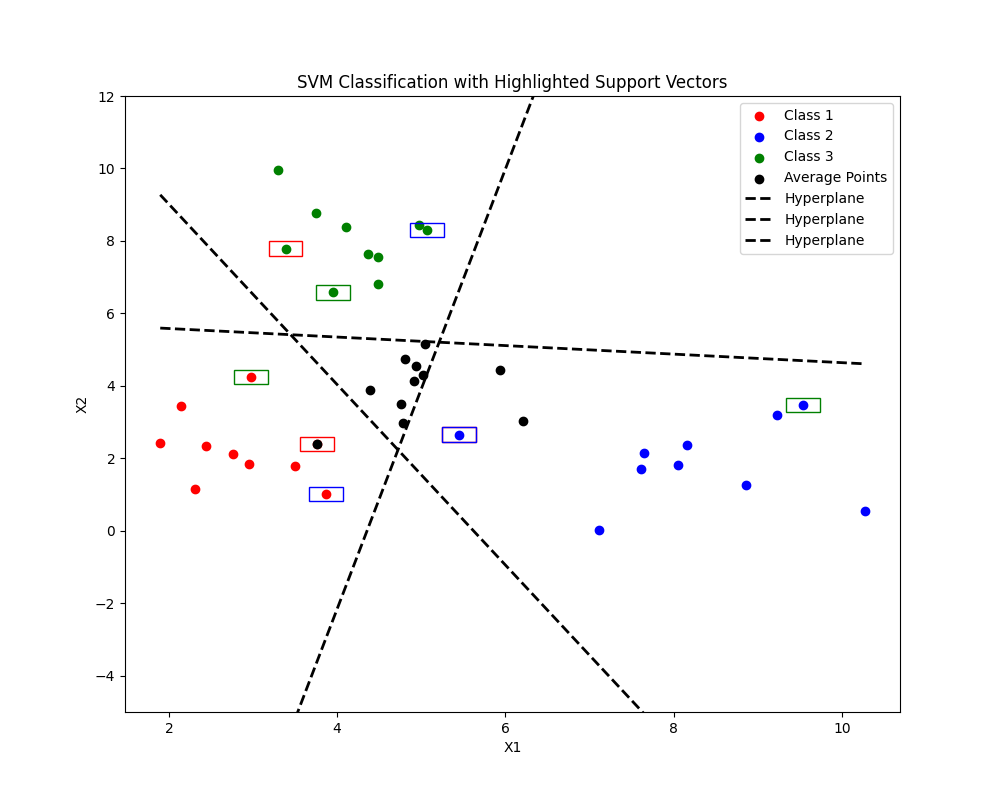 SVM Classification with Highlighted Support Vectors
12
10
8
6
4
2
0
−2
−4
X2
Class 1
Class 2
Class 3
Average Points
Hyperplane
Hyperplane
Hyperplane
2
4
6
8
10
X1